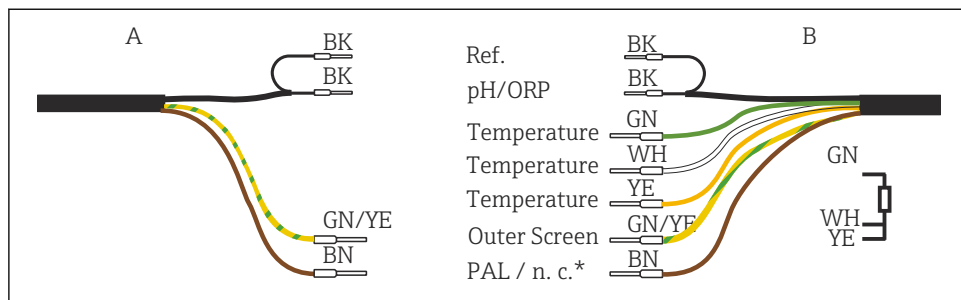 A
BK
BK
GN/YE
BN
B
Ref. BK
pH/ORP BK
Temperature GN
Temperature WH
Temperature YE
Outer Screen GN/YE
PAL / n. c.* BN
GN
WH
YE